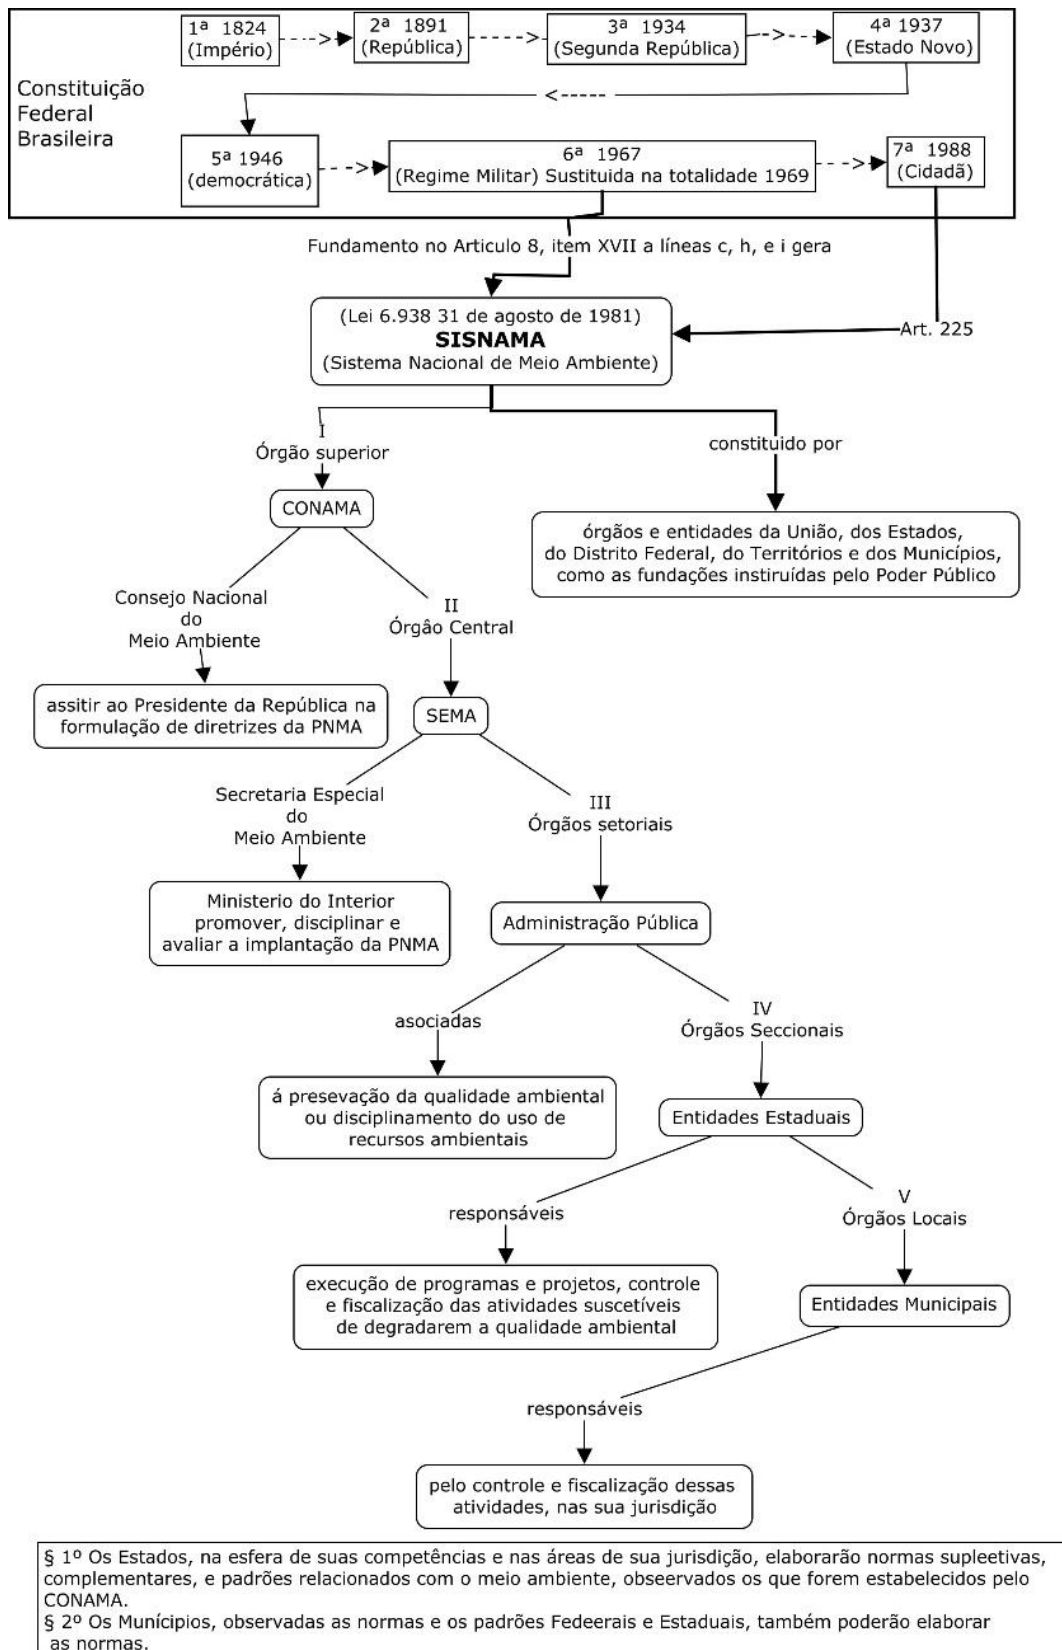 1ª 1824
(Império)
2ª 1891
(República)
3ª 1934
(Segunda República)
4ª 1937
(Estado Novo)
Constituição
Federal
Brasileira
5ª 1946
(democrática)
6ª 1967
(Regime Militar) Sustituida na totalidade 1969
7ª 1988
(Cidadã)
Fundamento no Articulo 8, item XVII a líneas c, h, e i gera
(Lei 6.938 31 de agosto de 1981)
SISNAMA
(Sistema Nacional de Meio Ambiente)
Art. 225
I
Órgão superior
constituido por
CONAMA
órgãos e entidades da União, dos Estados,
do Distrito Federal, do Territórios e dos Municípios,
como as fundações instiruídas pelo Poder Público
Consejo Nacional
do
Meio Ambiente
II
Órgâo Central
assitir ao Presidente da República na
formulação de diretrizes da PNMA
SEMA
Secretaria Especial
do
Meio Ambiente
III
Órgãos setoriais
Ministerio do Interior
promover, disciplinar e
avaliar a implantação da PNMA
Administração Pública
asociadas
IV
Órgãos Seccionais
á presevação da qualidade ambiental
ou disciplinamento do uso de
recursos ambientais
Entidades Estaduais
responsáveis
V
Órgãos Locais
execução de programas e projetos, controle
e fiscalização das atividades suscetíveis
de degradarem a qualidade ambiental
Entidades Municipais
responsáveis
pelo controle e fiscalização dessas
atividades, nas sua jurisdição
§ 1º Os Estados, na esfera de suas competências e nas áreas de sua jurisdição, elaborarão normas supleetivas,
complementares, e padrões relacionados com o meio ambiente, obseervados os que forem estabelecidos pelo
CONAMA.
§ 2º Os Munícipios, observadas as normas e os padrões Fedeerais e Estaduais, também poderão elaborar
as normas.